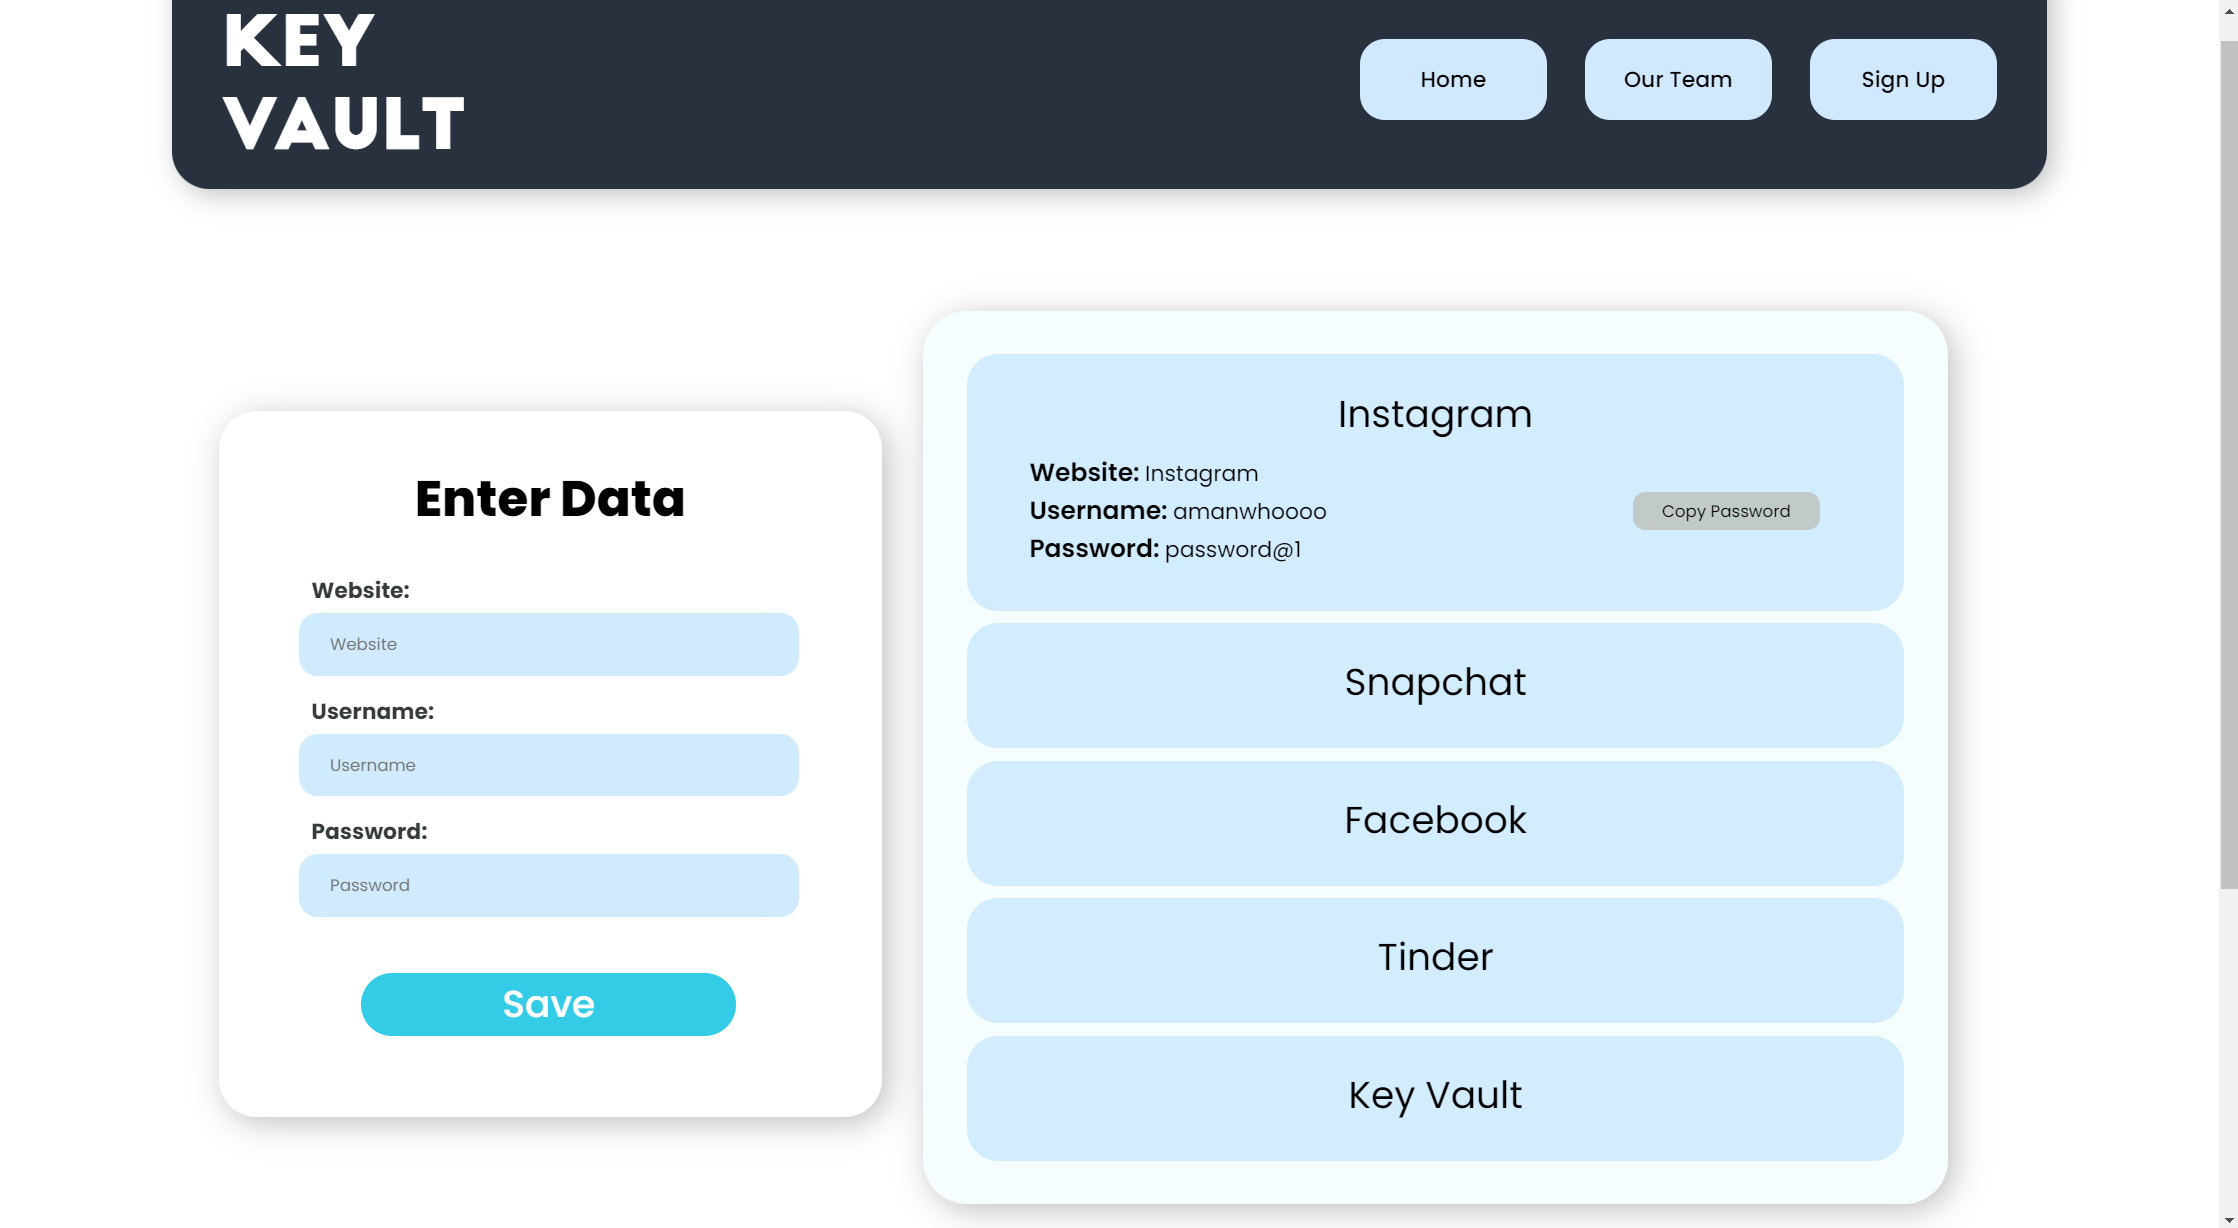 KEY
VAULT
Home
Our Team
Sign Up
Enter Data
Website:
Website
Username:
Username
Password:
Password
Save
Instagram
Website: Instagram
Username: amanwhoooo
Password: password@1
Copy Password
Snapchat
Facebook
Tinder
Key Vault